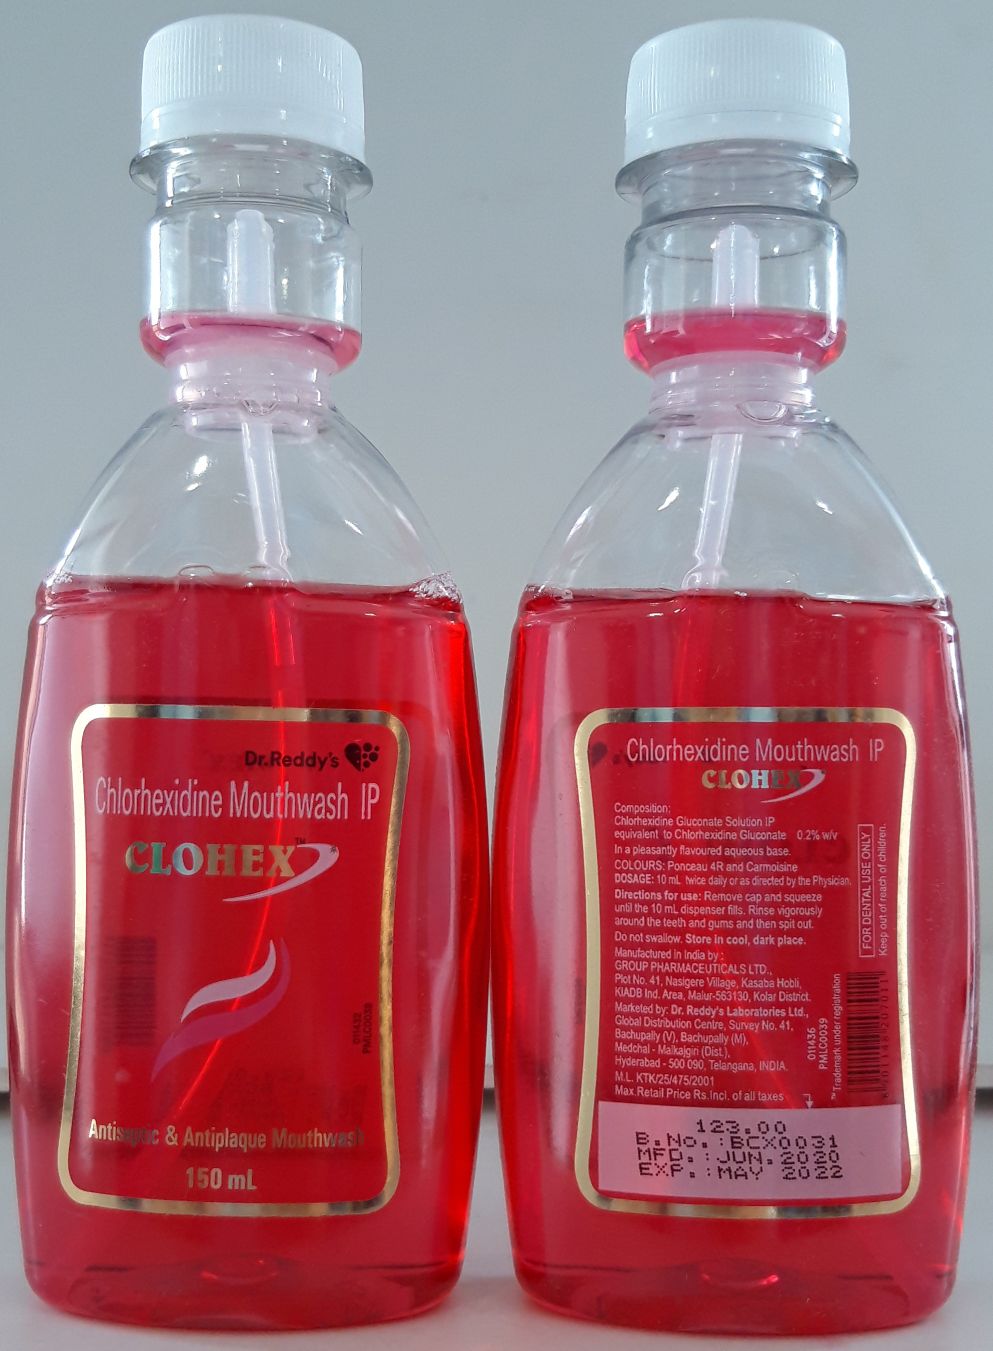 Dr.Reddy's
Chlorhexidine Mouthwash IP
CLOHEX™
Antiseptic & Antiplaque Mouthwash
150 mL
011432
PMLC0038
Chlorhexidine Mouthwash IP
CLOHEX
Composition:
Chlorhexidine Gluconate Solution IP
equivalent to Chlorhexidine Gluconate 0.2% w/v
In a pleasantly flavoured aqueous base.
COLOURS: Ponceau 4R and Carmoisine
DOSAGE: 10 mL twice daily or as directed by the Physician.
Directions for use: Remove cap and squeeze
until the 10 mL dispenser fills. Rinse vigorously
around the teeth and gums and then spit out.
Do not swallow. Store in cool, dark place.
Manufactured in India by :
GROUP PHARMACEUTICALS LTD.,
Plot No. 41, Nasigere Village, Kasaba Hobli,
KIADB Ind. Area, Malur-563130, Kolar District.
Marketed by: Dr. Reddy's Laboratories Ltd.,
Global Distribution Centre, Survey No. 41,
Bachupally (V), Bachupally (M),
Medchal - Malkajgiri (Dist.),
Hyderabad - 500 090, Telangana, INDIA.
M.L. KTK/25/475/2001
Max.Retail Price Rs.Incl. of all taxes
FOR DENTAL USE ONLY
Keep out of reach of children.
011436
PMLC0039
™Trademark under registration
123.00
B.No.:BCX0031
MFD.:JUN.2020
EXP.:MAY 2022